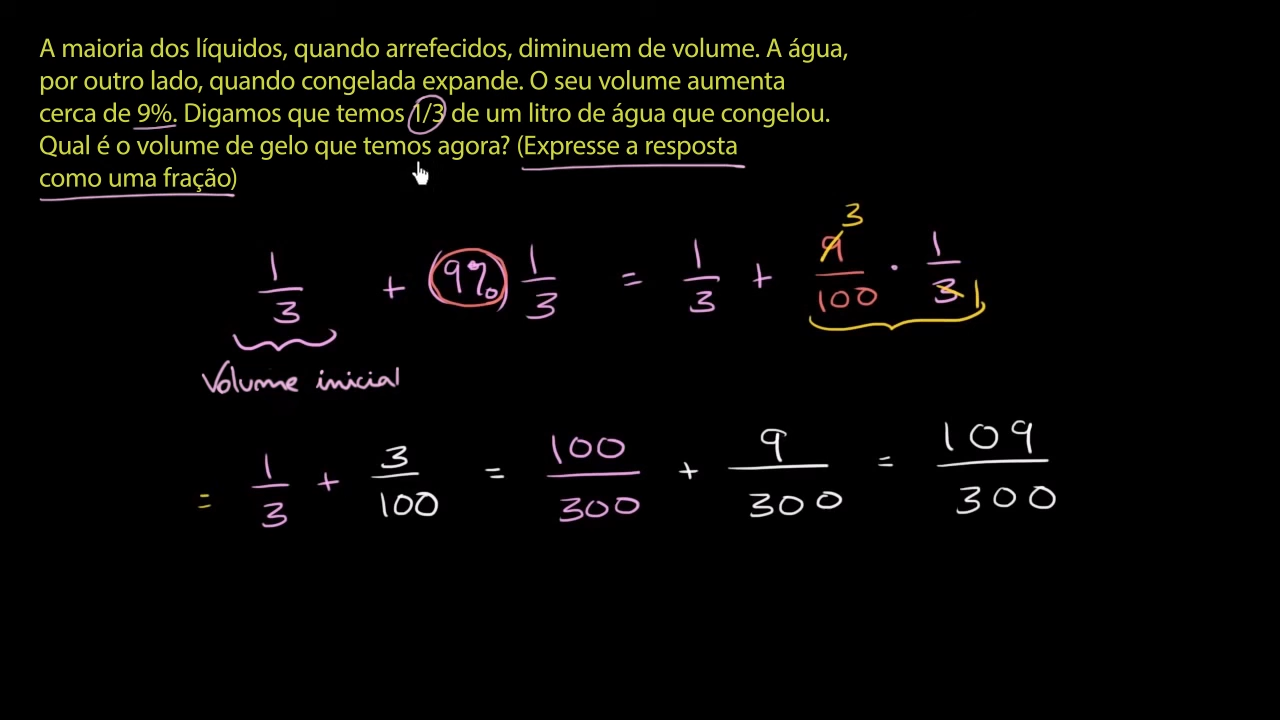 A maioria dos líquidos, quando arrefecidos, diminuem de volume. A água,
por outro lado, quando congelada expande. O seu volume aumenta
cerca de 9%. Digamos que temos 1/3 de um litro de água que congelou.
Qual é o volume de gelo que temos agora? (Expresse a resposta
como uma fração)
1/3 + (9%) 1/3 = 1/3 + 9/100 · 1/3
3
1
Volume inicial
= 1/3 + 3/100 = 100/300 + 9/300 = 109/300